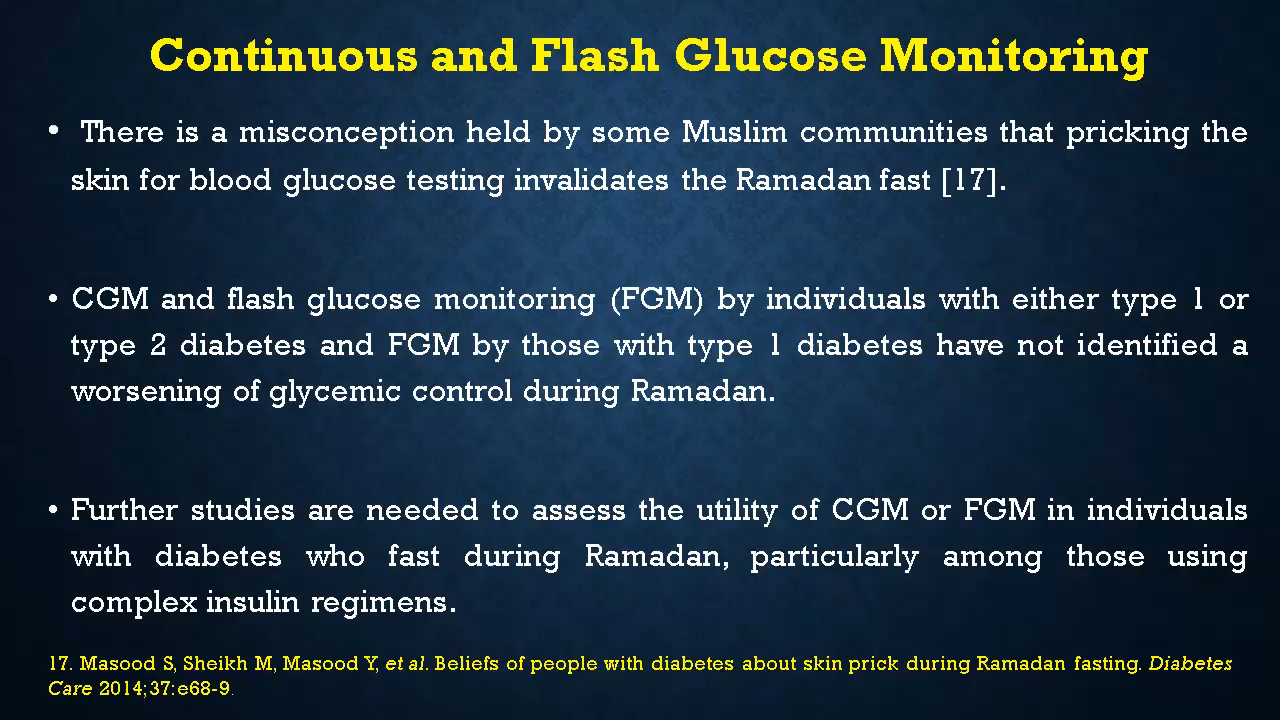 Continuous and Flash Glucose Monitoring
• There is a misconception held by some Muslim communities that pricking the
skin for blood glucose testing invalidates the Ramadan fast [17].
• CGM and flash glucose monitoring (FGM) by individuals with either type 1 or
type 2 diabetes and FGM by those with type 1 diabetes have not identified a
worsening of glycemic control during Ramadan.
• Further studies are needed to assess the utility of CGM or FGM in individuals
with diabetes who fast during Ramadan, particularly among those using
complex insulin regimens.
17. Masood S, Sheikh M, Masood Y, et al. Beliefs of people with diabetes about skin prick during Ramadan fasting. Diabetes
Care 2014;37:e68-9.